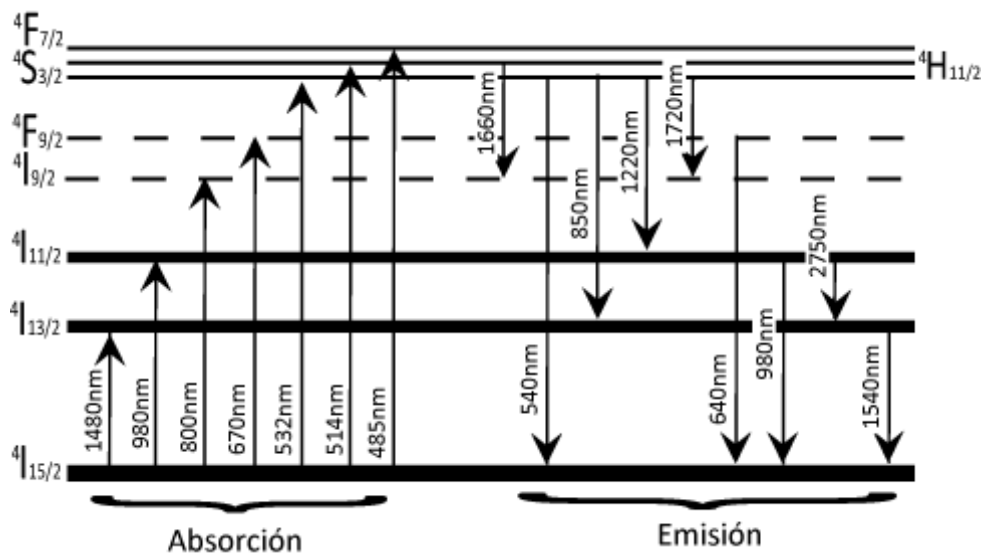 ⁴F₇/₂
⁴S₃/₂
⁴H₁₁/₂
⁴F₉/₂
⁴I₉/₂
⁴I₁₁/₂
⁴I₁₃/₂
⁴I₁₅/₂
1480nm
980nm
800nm
670nm
532nm
514nm
485nm
1660nm
540nm
850nm
1220nm
1720nm
640nm
980nm
2750nm
1540nm
Absorción
Emisión